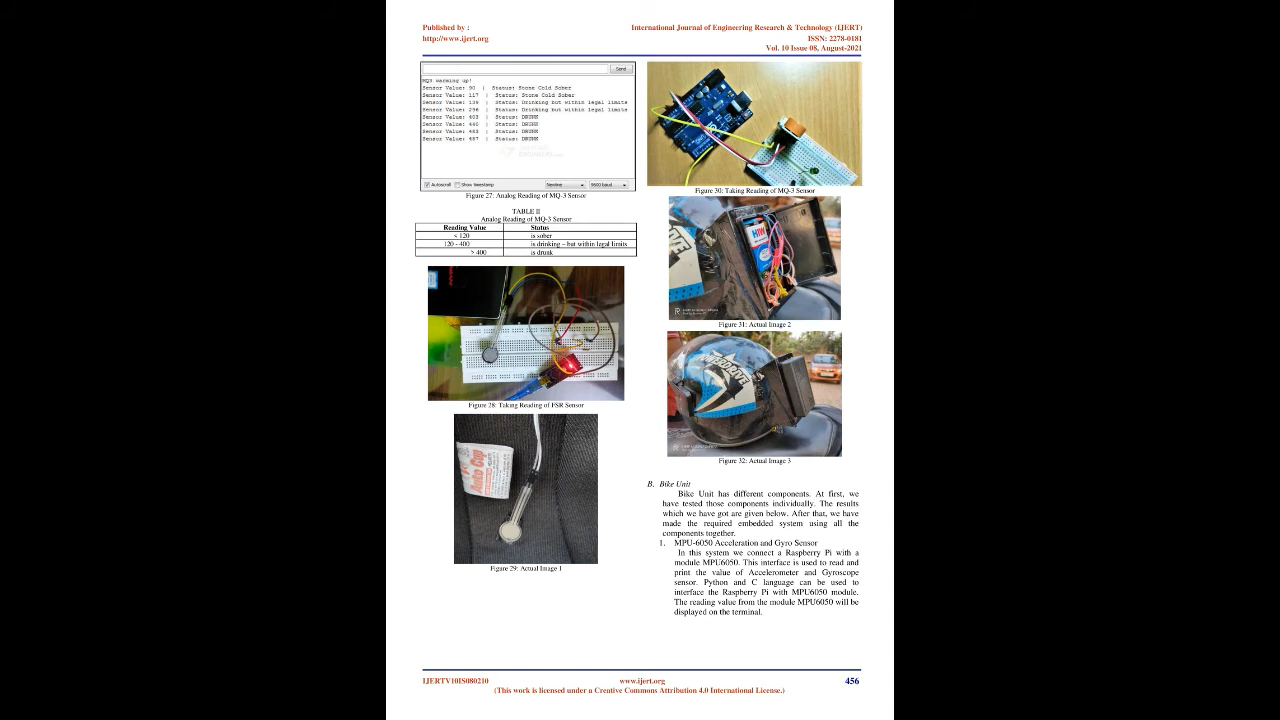 Published by :
http://www.ijert.org
International Journal of Engineering Research & Technology (IJERT)
ISSN: 2278-0181
Vol. 10 Issue 08, August-2021
Send
MQ3 warming up!
Sensor Value: 90 | Status: Stone Cold Sober
Sensor Value: 117 | Status: Stone Cold Sober
Sensor Value: 139 | Status: Drinking but within legal limits
Sensor Value: 296 | Status: Drinking but within legal limits
Sensor Value: 403 | Status: DRUNK
Sensor Value: 440 | Status: DRUNK
Sensor Value: 482 | Status: DRUNK
Sensor Value: 487 | Status: DRUNK
Autoscroll Show timestamp Newline 9600 baud
Figure 27: Analog Reading of MQ-3 Sensor
TABLE II
Analog Reading of MQ-3 Sensor
Reading Value Status
< 120 is sober
120 - 400 is drinking – but within legal limits
> 400 is drunk
Figure 28: Taking Reading of FSR Sensor
Auto Cup
Figure 29: Actual Image 1
Figure 30: Taking Reading of MQ-3 Sensor
HW
Figure 31: Actual Image 2
Figure 32: Actual Image 3
B. Bike Unit
Bike Unit has different components. At first, we
have tested those components individually. The results
which we have got are given below. After that, we have
made the required embedded system using all the
components together.
1. MPU-6050 Acceleration and Gyro Sensor
In this system we connect a Raspberry Pi with a
module MPU6050. This interface is used to read and
print the value of Accelerometer and Gyroscope
sensor. Python and C language can be used to
interface the Raspberry Pi with MPU6050 module.
The reading value from the module MPU6050 will be
displayed on the terminal.
IJERTV10IS080210
www.ijert.org
456
(This work is licensed under a Creative Commons Attribution 4.0 International License.)